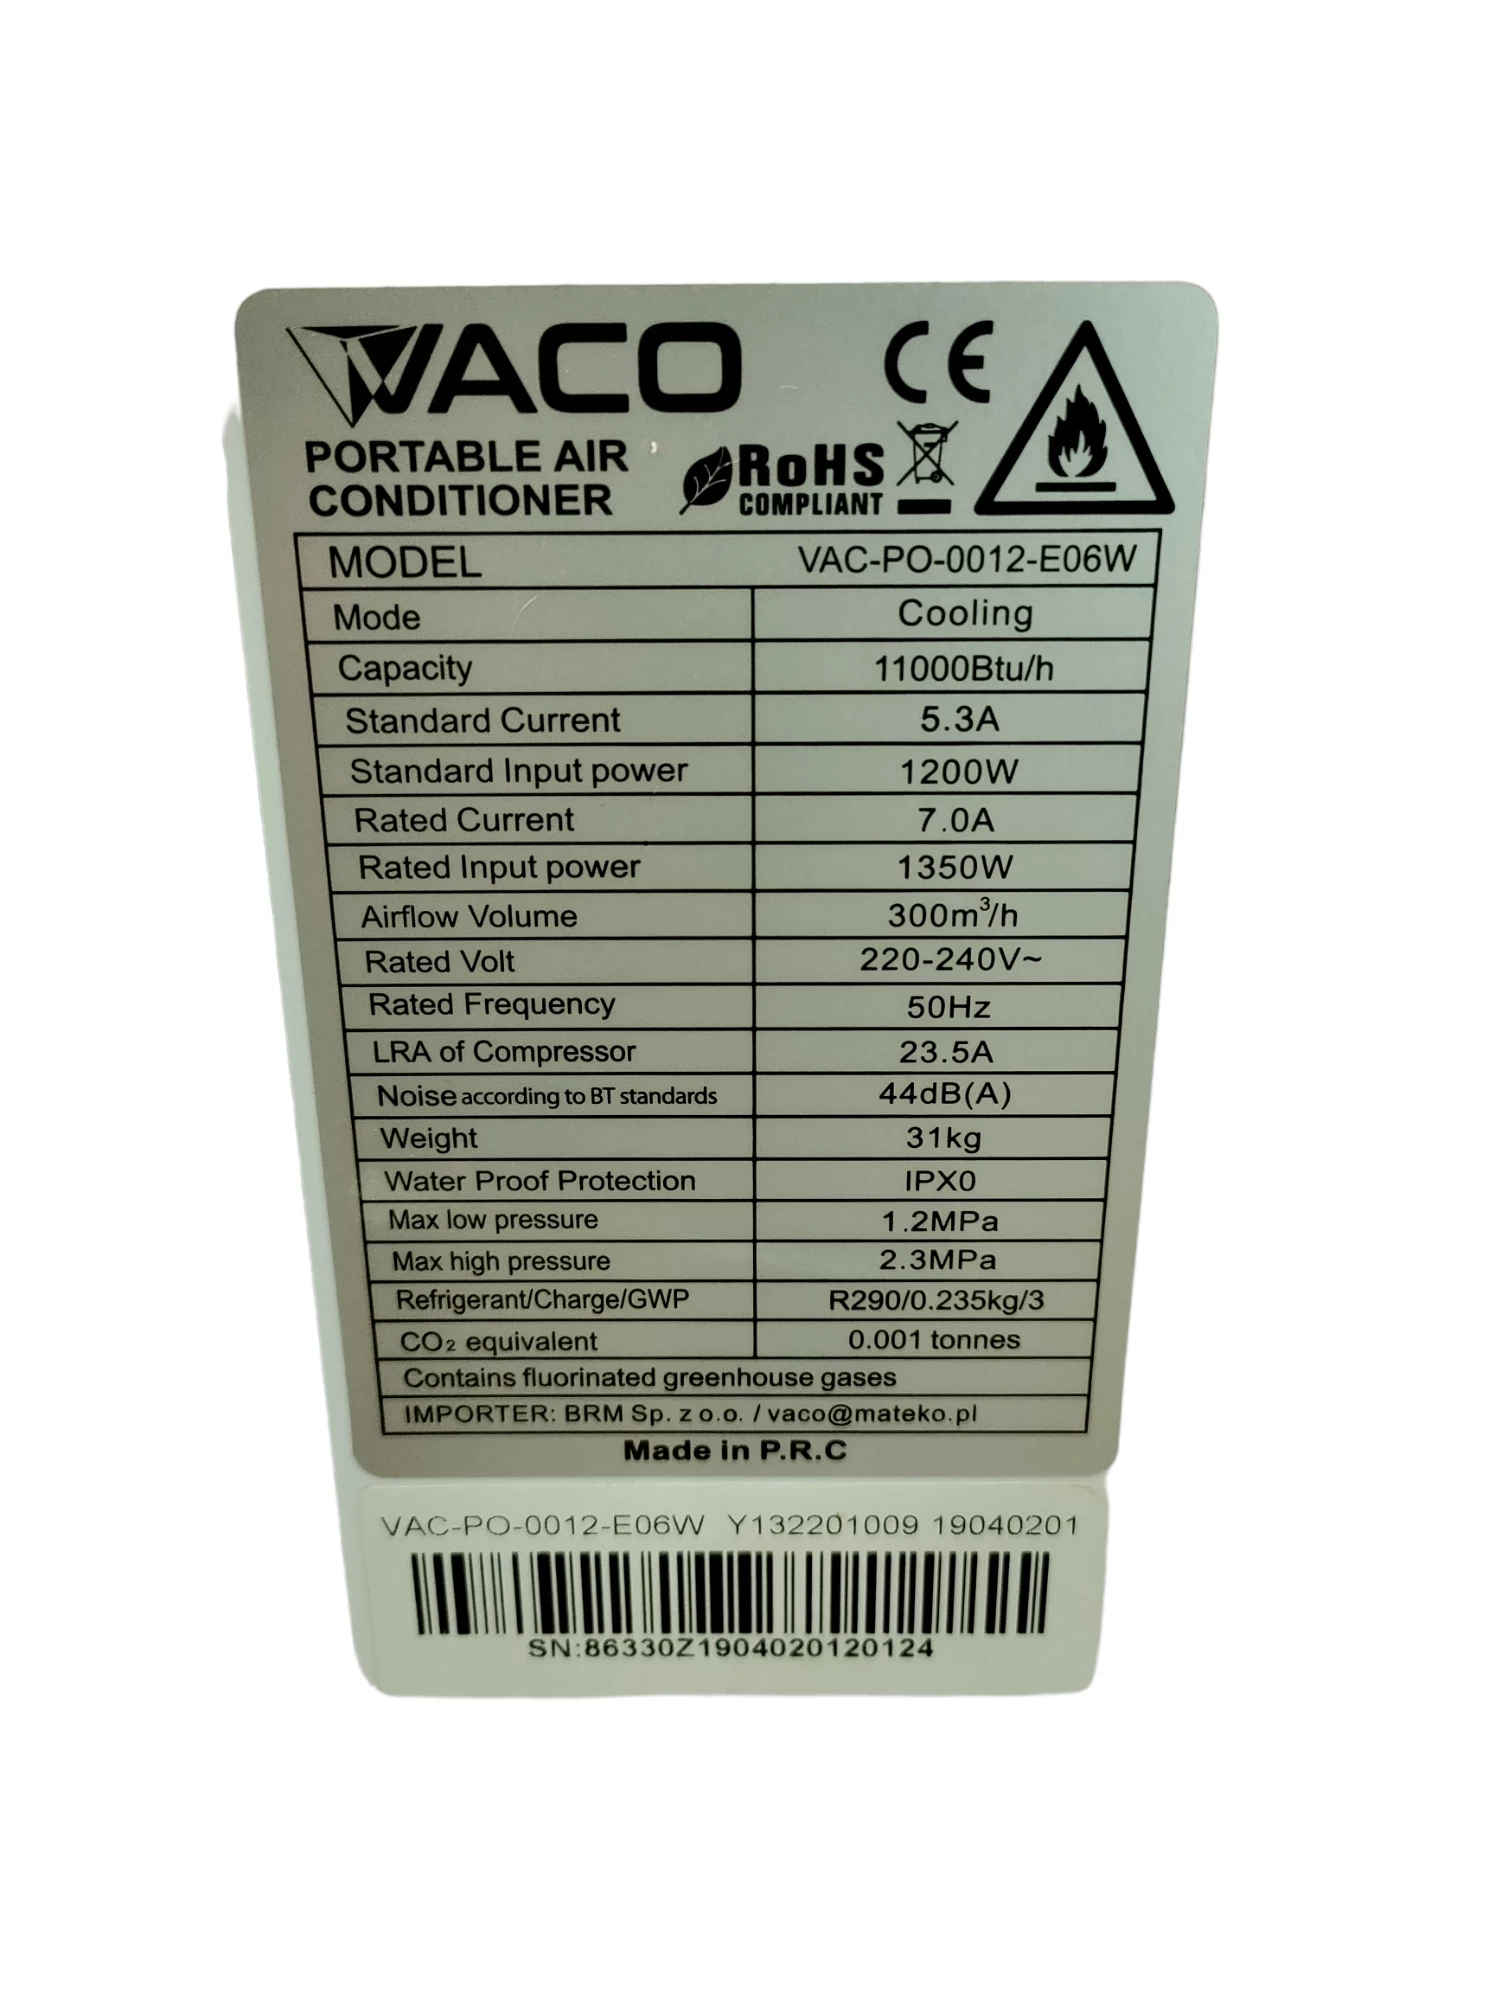 VACO
CE
PORTABLE AIR
CONDITIONER
RoHS
COMPLIANT
MODEL VAC-PO-0012-E06W
Mode Cooling
Capacity 11000Btu/h
Standard Current 5.3A
Standard Input power 1200W
Rated Current 7.0A
Rated Input power 1350W
Airflow Volume 300m³/h
Rated Volt 220-240V~
Rated Frequency 50Hz
LRA of Compressor 23.5A
Noise according to BT standards 44dB(A)
Weight 31kg
Water Proof Protection IPX0
Max low pressure 1.2MPa
Max high pressure 2.3MPa
Refrigerant/Charge/GWP R290/0.235kg/3
CO₂ equivalent 0.001 tonnes
Contains fluorinated greenhouse gases
IMPORTER: BRM Sp. z o.o. / vaco@mateko.pl
Made in P.R.C
VAC-PO-0012-E06W Y132201009 19040201
SN:86330Z1904020120124